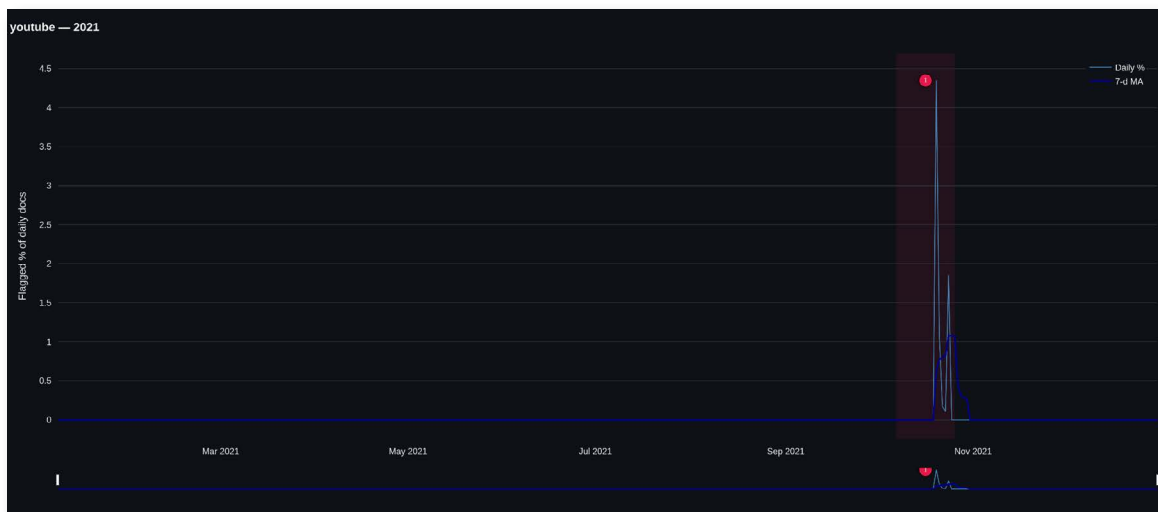 youtube — 2021
4.5
Daily %
7-d MA
4
3.5
3
2.5
2
1.5
1
0.5
0
Flagged % of daily docs
Mar 2021
May 2021
Jul 2021
Sep 2021
Nov 2021